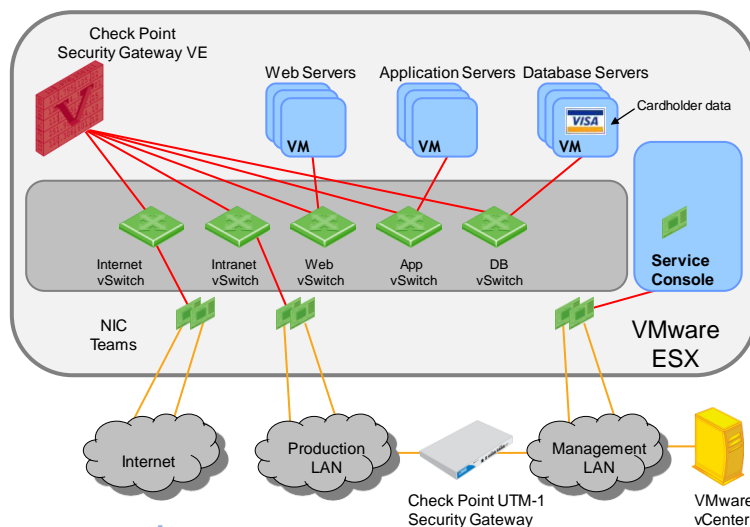 Check Point
Security Gateway VE
Web Servers
Application Servers
Database Servers
Cardholder data
VISA
VM
VM
VM
V
Internet
vSwitch
Intranet
vSwitch
Web
vSwitch
App
vSwitch
DB
vSwitch
Service
Console
NIC
Teams
VMware
ESX
Internet
Production
LAN
Management
LAN
Check Point UTM-1
Security Gateway
VMware
vCenter